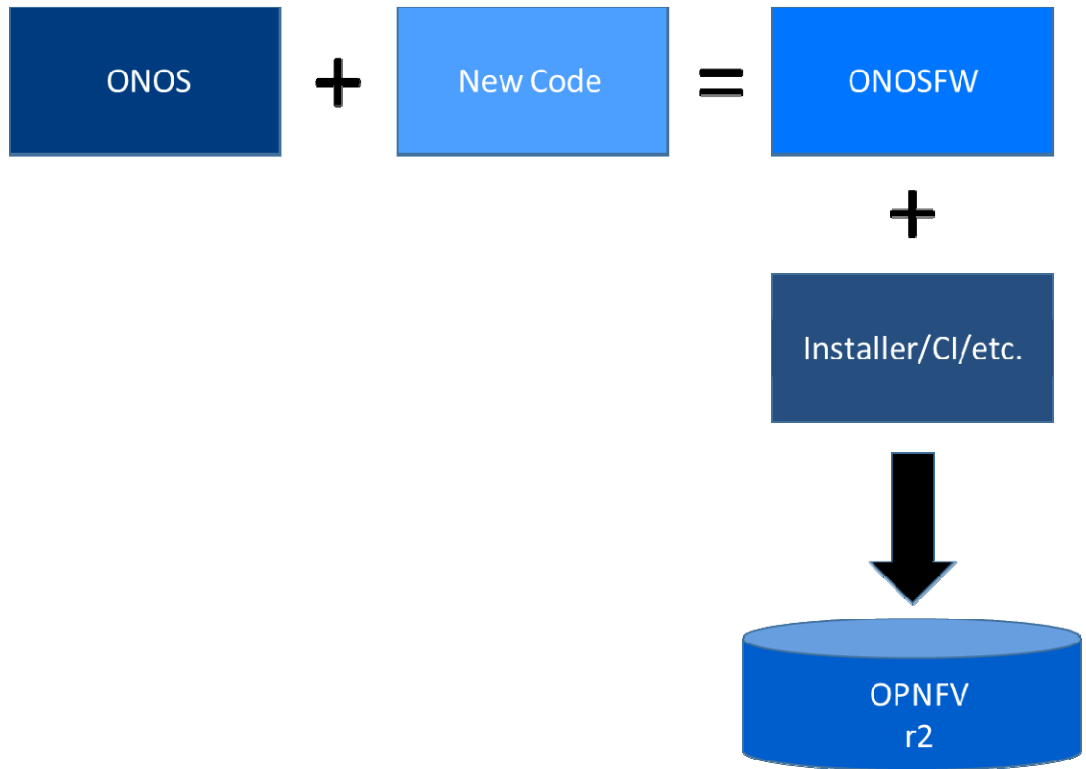 ONOS + New Code = ONOSFW
+
Installer/CI/etc.
OPNFV
r2